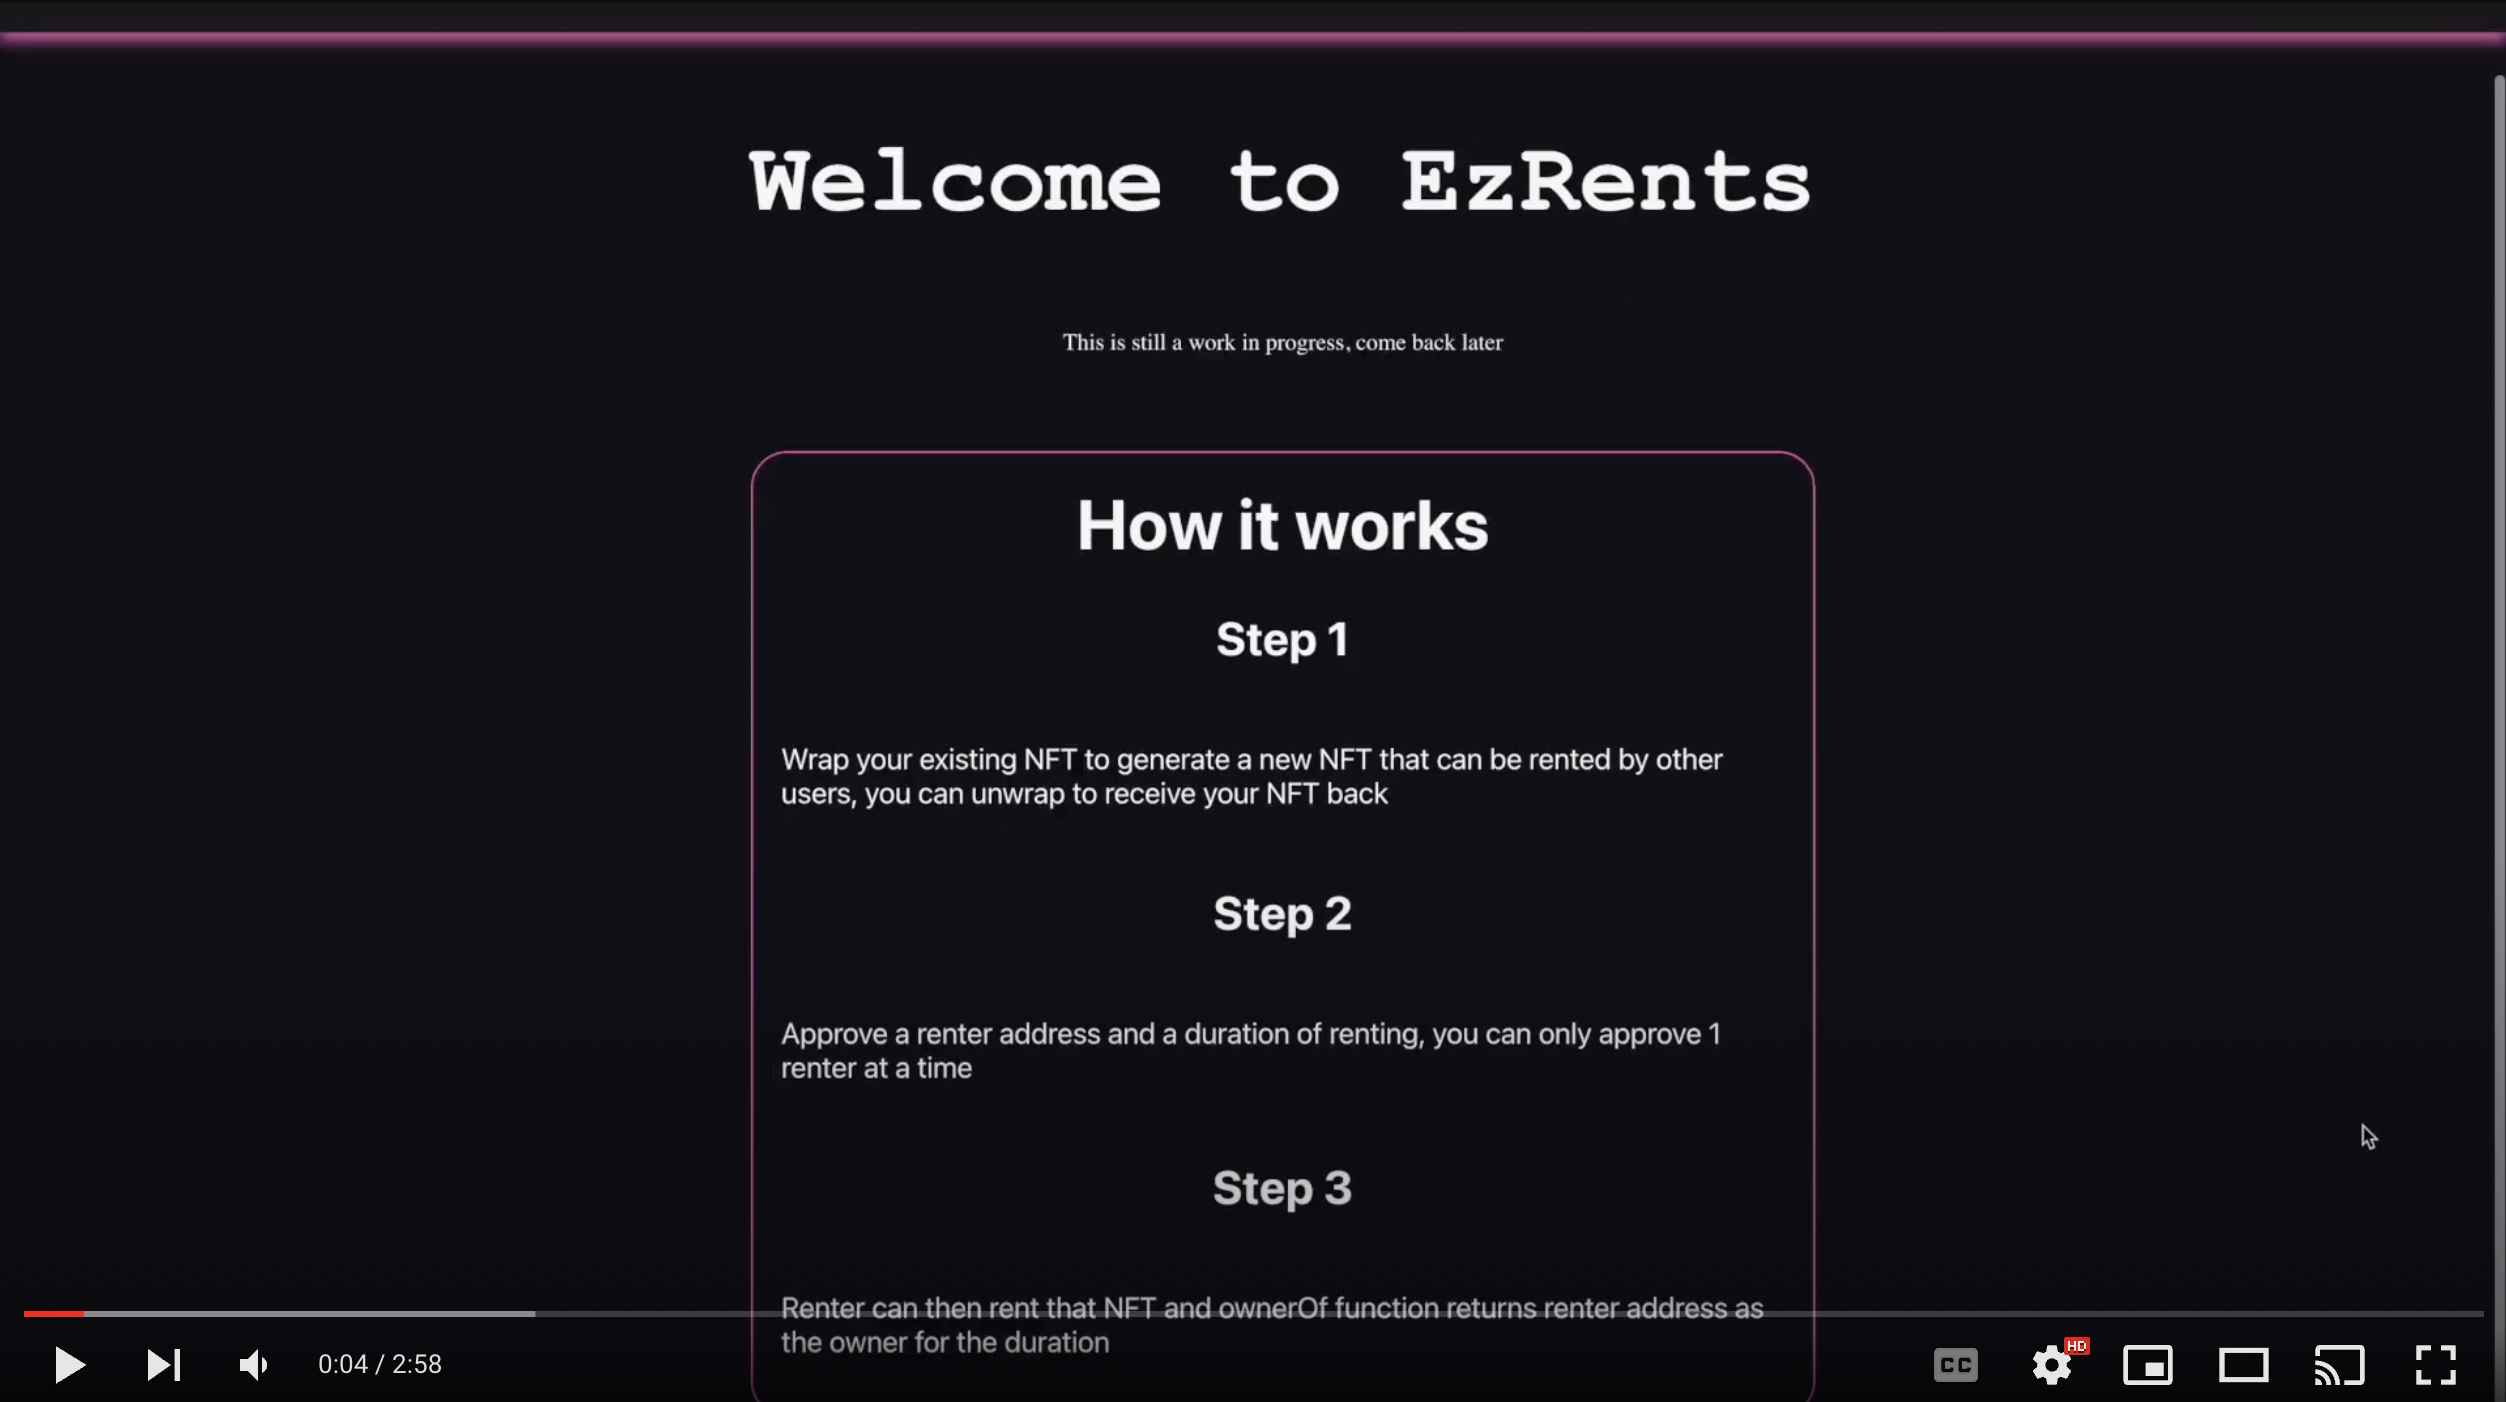 Welcome to EzRents
This is still a work in progress, come back later
How it works
Step 1
Wrap your existing NFT to generate a new NFT that can be rented by other
users, you can unwrap to receive your NFT back
Step 2
Approve a renter address and a duration of renting, you can only approve 1
renter at a time
Step 3
Renter can then rent that NFT and ownerOf function returns renter address as
the owner for the duration
0:04 / 2:58
CC
HD